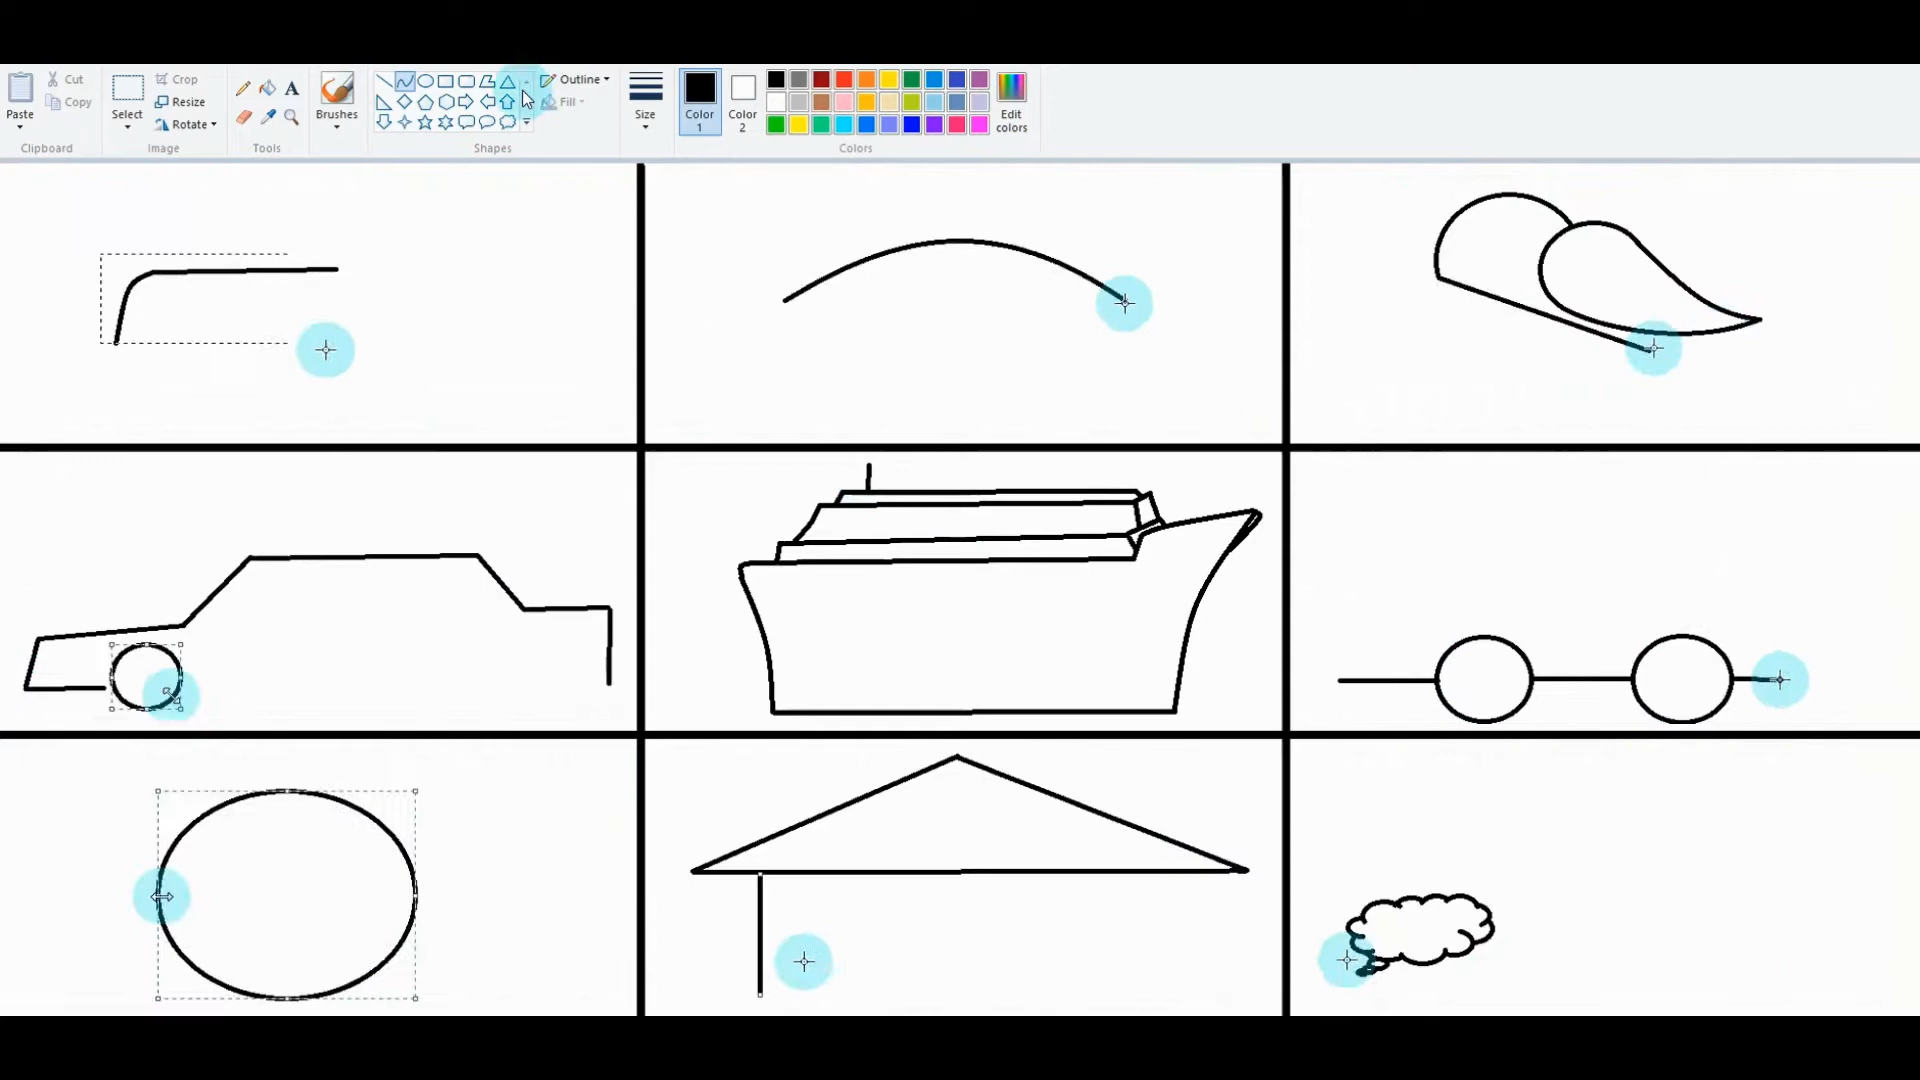 Cut
Copy
Paste
Clipboard
Select
Crop
Resize
Rotate
Image
A
Tools
Brushes
Outline
Fill
Shapes
Size
Color
1
Color
2
Edit
colors
Colors